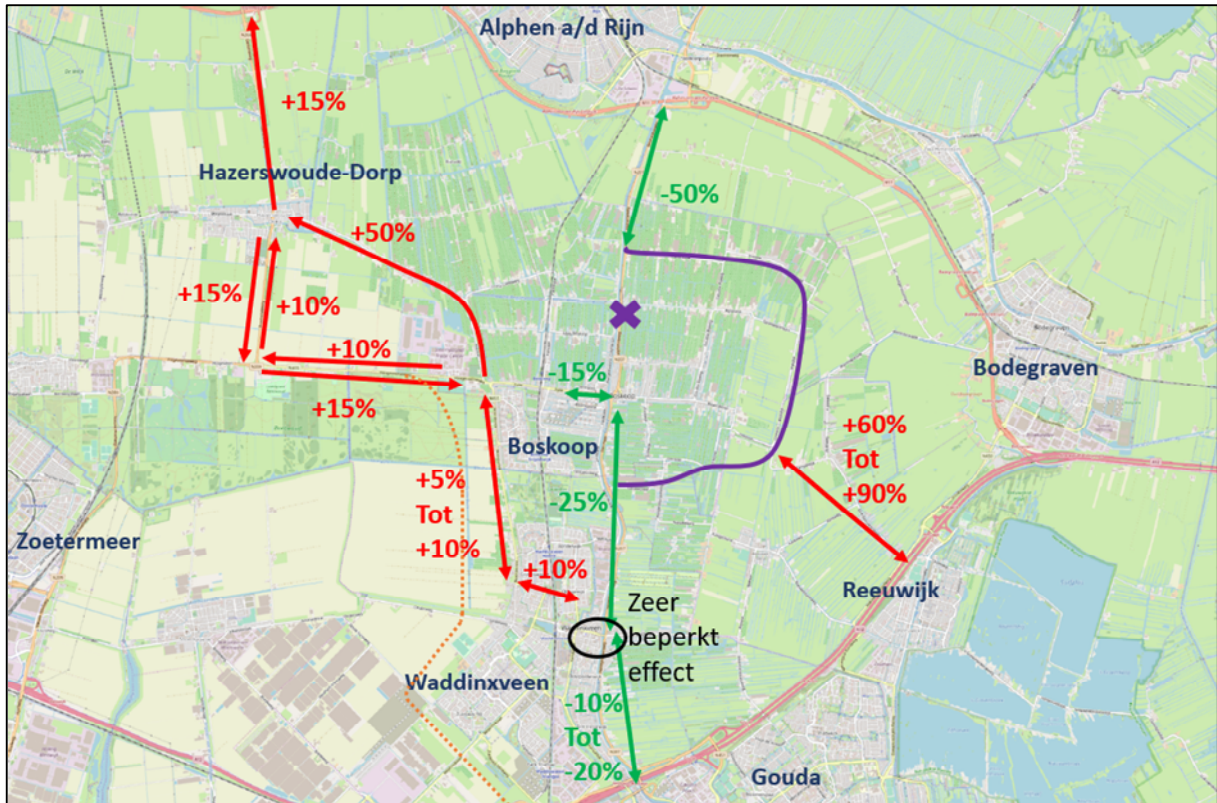 Alphen a/d Rijn
+15%
Hazerswoude-Dorp
-50%
+50%
+15%
+10%
+10%
-15%
Bodegraven
+15%
+60%
Tot
+90%
Boskoop
+5%
Tot
+10%
-25%
Zoetermeer
+10%
Reeuwijk
Zeer
beperkt
effect
Waddinxveen
-10%
Tot
-20%
Gouda